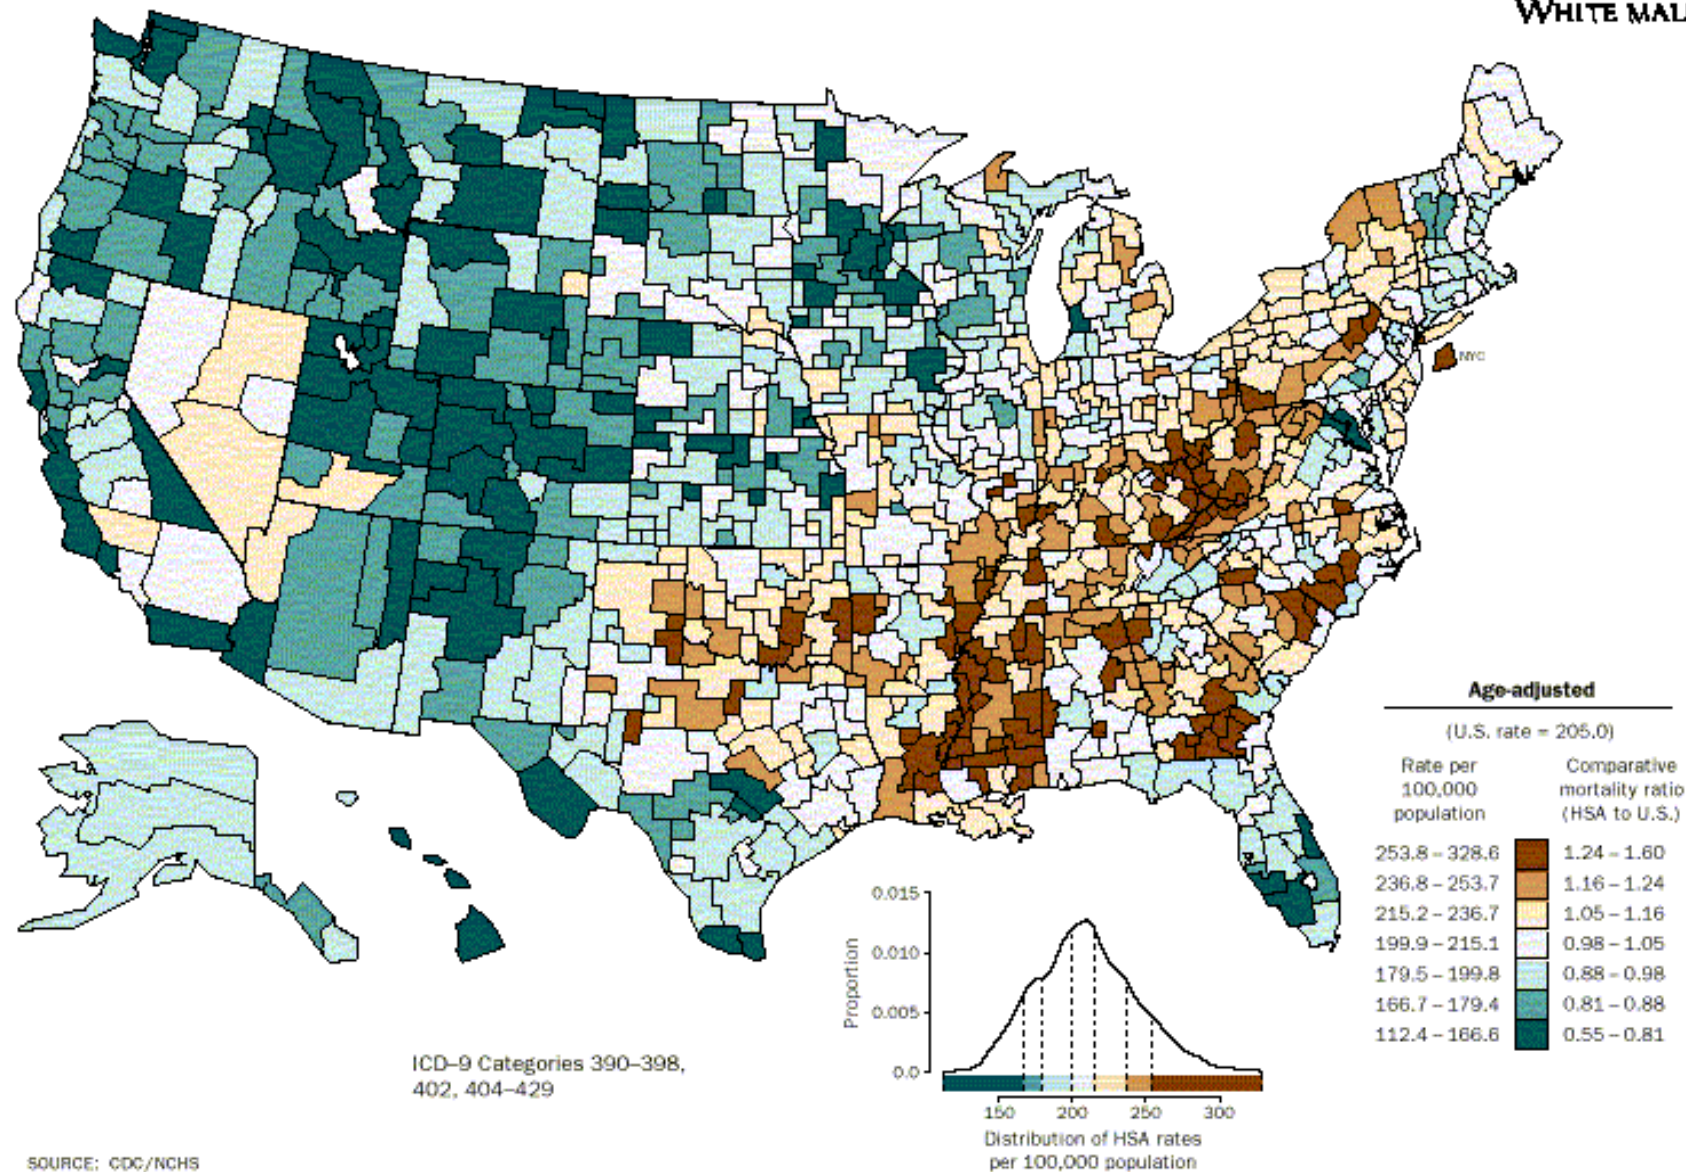 WHITE MAL
NYC
Age-adjusted
(U.S. rate = 205.0)
Rate per
100,000
population
Comparative
mortality ratio
(HSA to U.S.)
253.8 – 328.6 1.24 – 1.60
236.8 – 253.7 1.16 – 1.24
215.2 – 236.7 1.05 – 1.16
199.9 – 215.1 0.98 – 1.05
179.5 – 199.8 0.88 – 0.98
166.7 – 179.4 0.81 – 0.88
112.4 – 166.6 0.55 – 0.81
Proportion
0.015
0.010
0.005
0.0
150 200 250 300
Distribution of HSA rates
per 100,000 population
ICD–9 Categories 390–398,
402, 404–429
SOURCE: CDC/NCHS